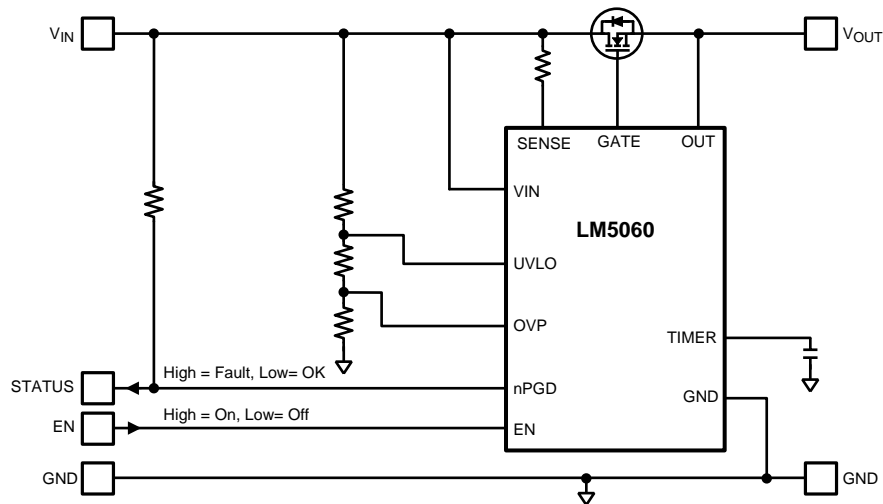 VIN
VOUT
SENSE
GATE
OUT
VIN
LM5060
UVLO
OVP
TIMER
STATUS
High = Fault, Low= OK
nPGD
GND
EN
High = On, Low= Off
EN
GND
GND